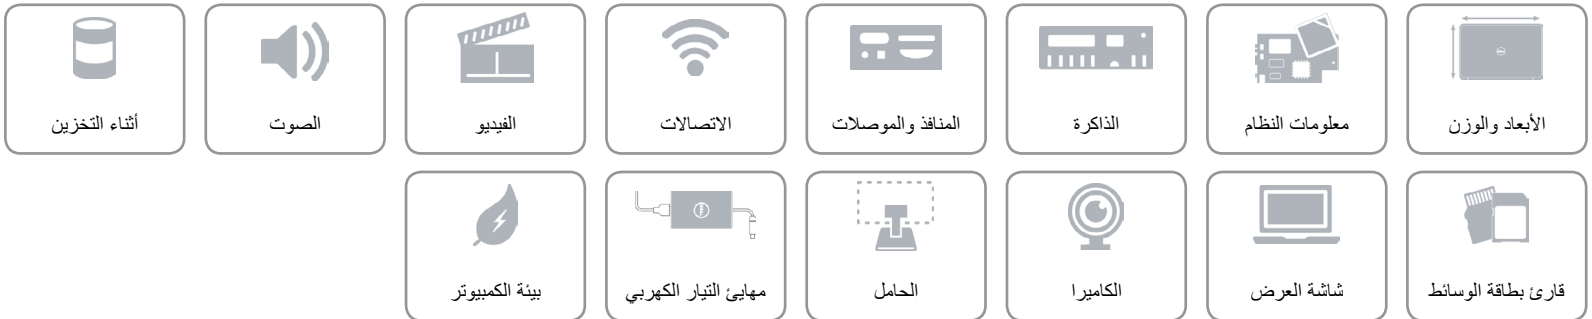 الأبعاد والوزن
معلومات النظام
الذاكرة
المنافذ والموصلات
الاتصالات
الفيديو
الصوت
أثناء التخزين
قارئ بطاقة الوسائط
شاشة العرض
الكاميرا
الحامل
مهايئ التيار الكهربي
بيئة الكمبيوتر